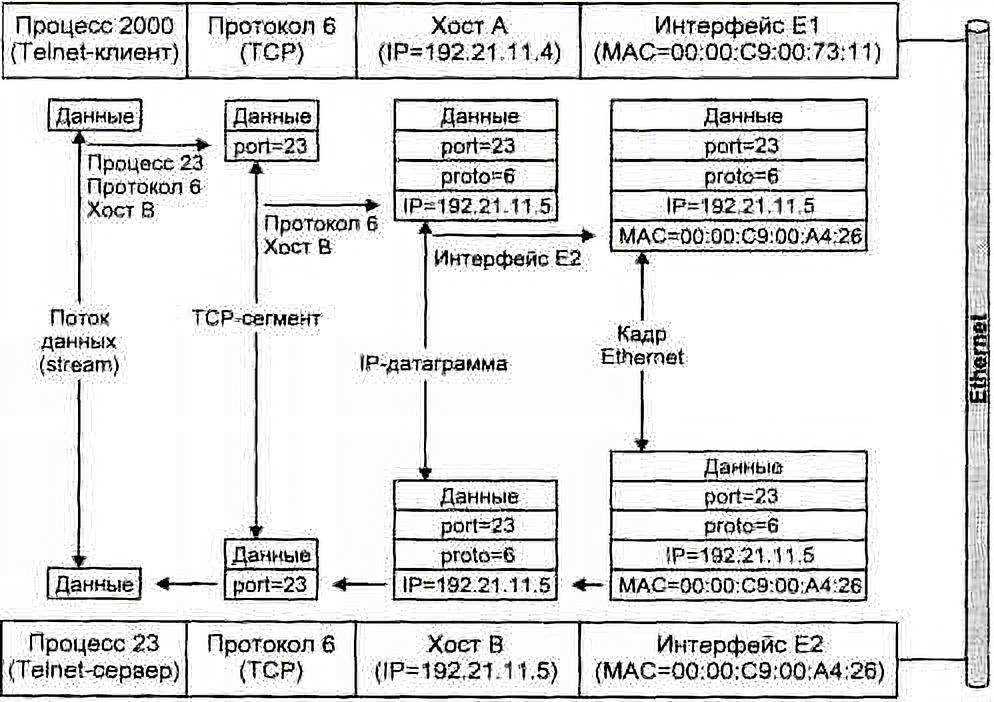 Процесс 2000
(Telnet-клиент)
Протокол 6
(TCP)
Хост A
(IP=192.21.11.4)
Интерфейс E1
(MAC=00:00:C9:00:73:11)
Данные
Данные
port=23
Данные
port=23
proto=6
IP=192.21.11.5
Данные
port=23
proto=6
IP=192.21.11.5
MAC=00:00:C9:00:A4:26
Процесс 23
Протокол 6
Хост B
Протокол 6
Хост B
Интерфейс E2
Поток
данных
(stream)
TCP-сегмент
IP-датаграмма
Кадр
Ethernet
Ethernet
Данные
Данные
port=23
Данные
port=23
proto=6
IP=192.21.11.5
Данные
port=23
proto=6
IP=192.21.11.5
MAC=00:00:C9:00:A4:26
Процесс 23
(Telnet-сервер)
Протокол 6
(TCP)
Хост B
(IP=192.21.11.5)
Интерфейс E2
(MAC=00:00:C9:00:A4:26)